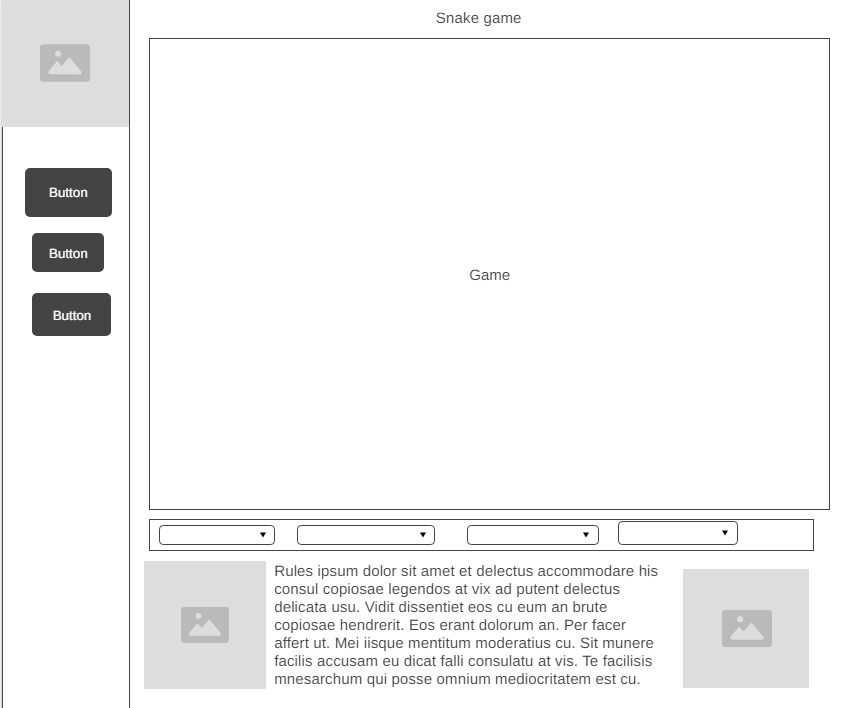 Snake game
Button
Button
Button
Game
Rules ipsum dolor sit amet et delectus accommodare his
consul copiosae legendos at vix ad putent delectus
delicata usu. Vidit dissentiet eos cu eum an brute
copiosae hendrerit. Eos erant dolorum an. Per facer
affert ut. Mei iisque mentitum moderatius cu. Sit munere
facilis accusam eu dicat falli consulatu at vis. Te facilisis
mnesarchum qui posse omnium mediocritatem est cu.